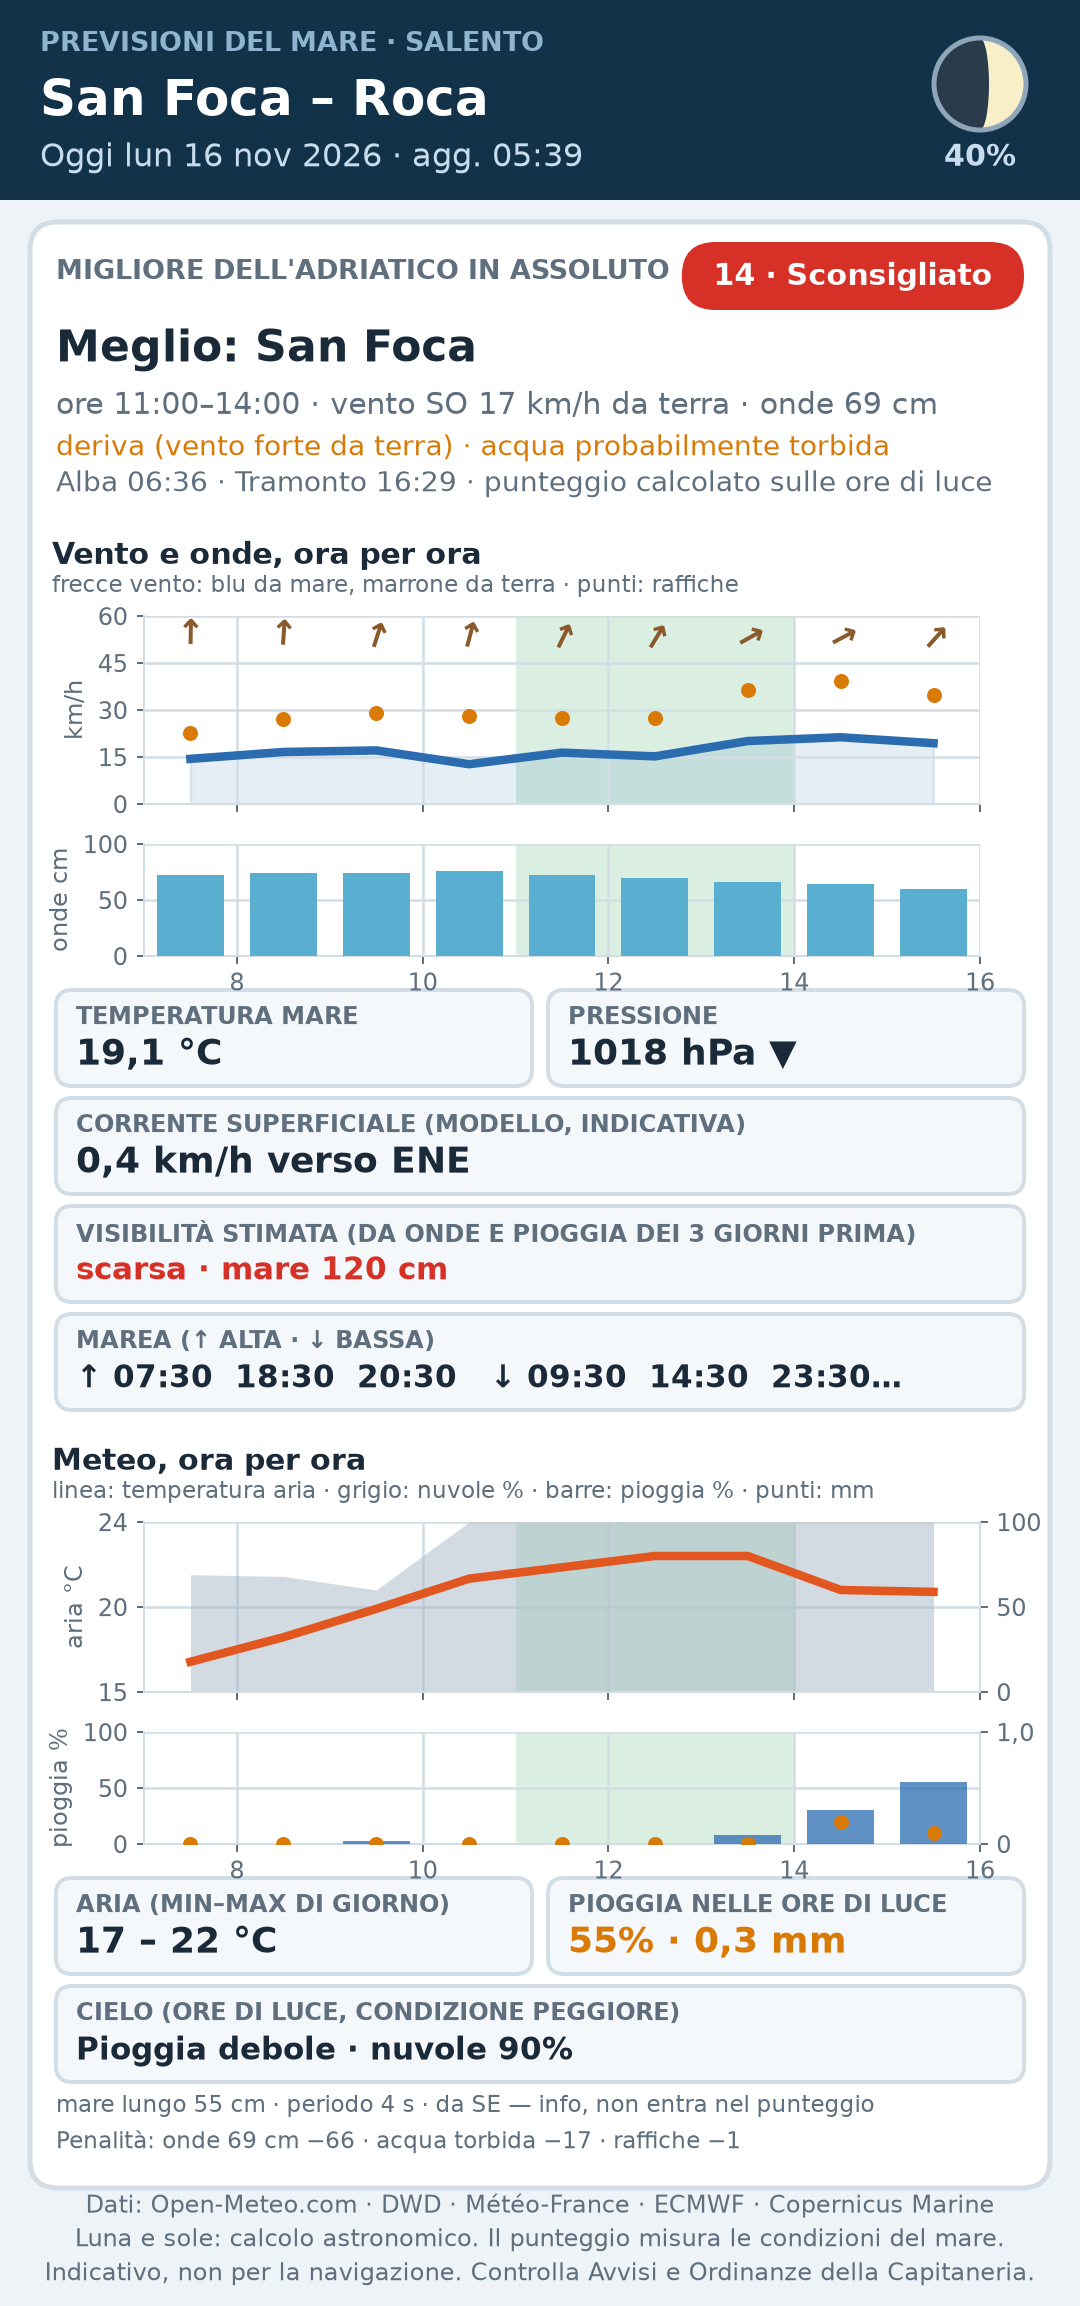 PREVISIONI DEL MARE · SALENTO
San Foca – Roca
Oggi lun 16 nov 2026 · agg. 05:39
40%
MIGLIORE DELL'ADRIATICO IN ASSOLUTO
14 · Sconsigliato
Meglio: San Foca
ore 11:00–14:00 · vento SO 17 km/h da terra · onde 69 cm
deriva (vento forte da terra) · acqua probabilmente torbida
Alba 06:36 · Tramonto 16:29 · punteggio calcolato sulle ore di luce
Vento e onde, ora per ora
frecce vento: blu da mare, marrone da terra · punti: raffiche
60
45
30
15
0
km/h
100
50
0
onde cm
8 10 12 14 16
TEMPERATURA MARE
19,1 °C
PRESSIONE
1018 hPa ▼
CORRENTE SUPERFICIALE (MODELLO, INDICATIVA)
0,4 km/h verso ENE
VISIBILITÀ STIMATA (DA ONDE E PIOGGIA DEI 3 GIORNI PRIMA)
scarsa · mare 120 cm
MAREA (↑ ALTA · ↓ BASSA)
↑ 07:30 18:30 20:30 ↓ 09:30 14:30 23:30…
Meteo, ora per ora
linea: temperatura aria · grigio: nuvole % · barre: pioggia % · punti: mm
24
20
15
aria °C
100
50
0
100
50
0
pioggia %
1,0
0
8 10 12 14 16
ARIA (MIN–MAX DI GIORNO)
17 – 22 °C
PIOGGIA NELLE ORE DI LUCE
55% · 0,3 mm
CIELO (ORE DI LUCE, CONDIZIONE PEGGIORE)
Pioggia debole · nuvole 90%
mare lungo 55 cm · periodo 4 s · da SE — info, non entra nel punteggio
Penalità: onde 69 cm −66 · acqua torbida −17 · raffiche −1
Dati: Open-Meteo.com · DWD · Météo-France · ECMWF · Copernicus Marine
Luna e sole: calcolo astronomico. Il punteggio misura le condizioni del mare.
Indicativo, non per la navigazione. Controlla Avvisi e Ordinanze della Capitaneria.